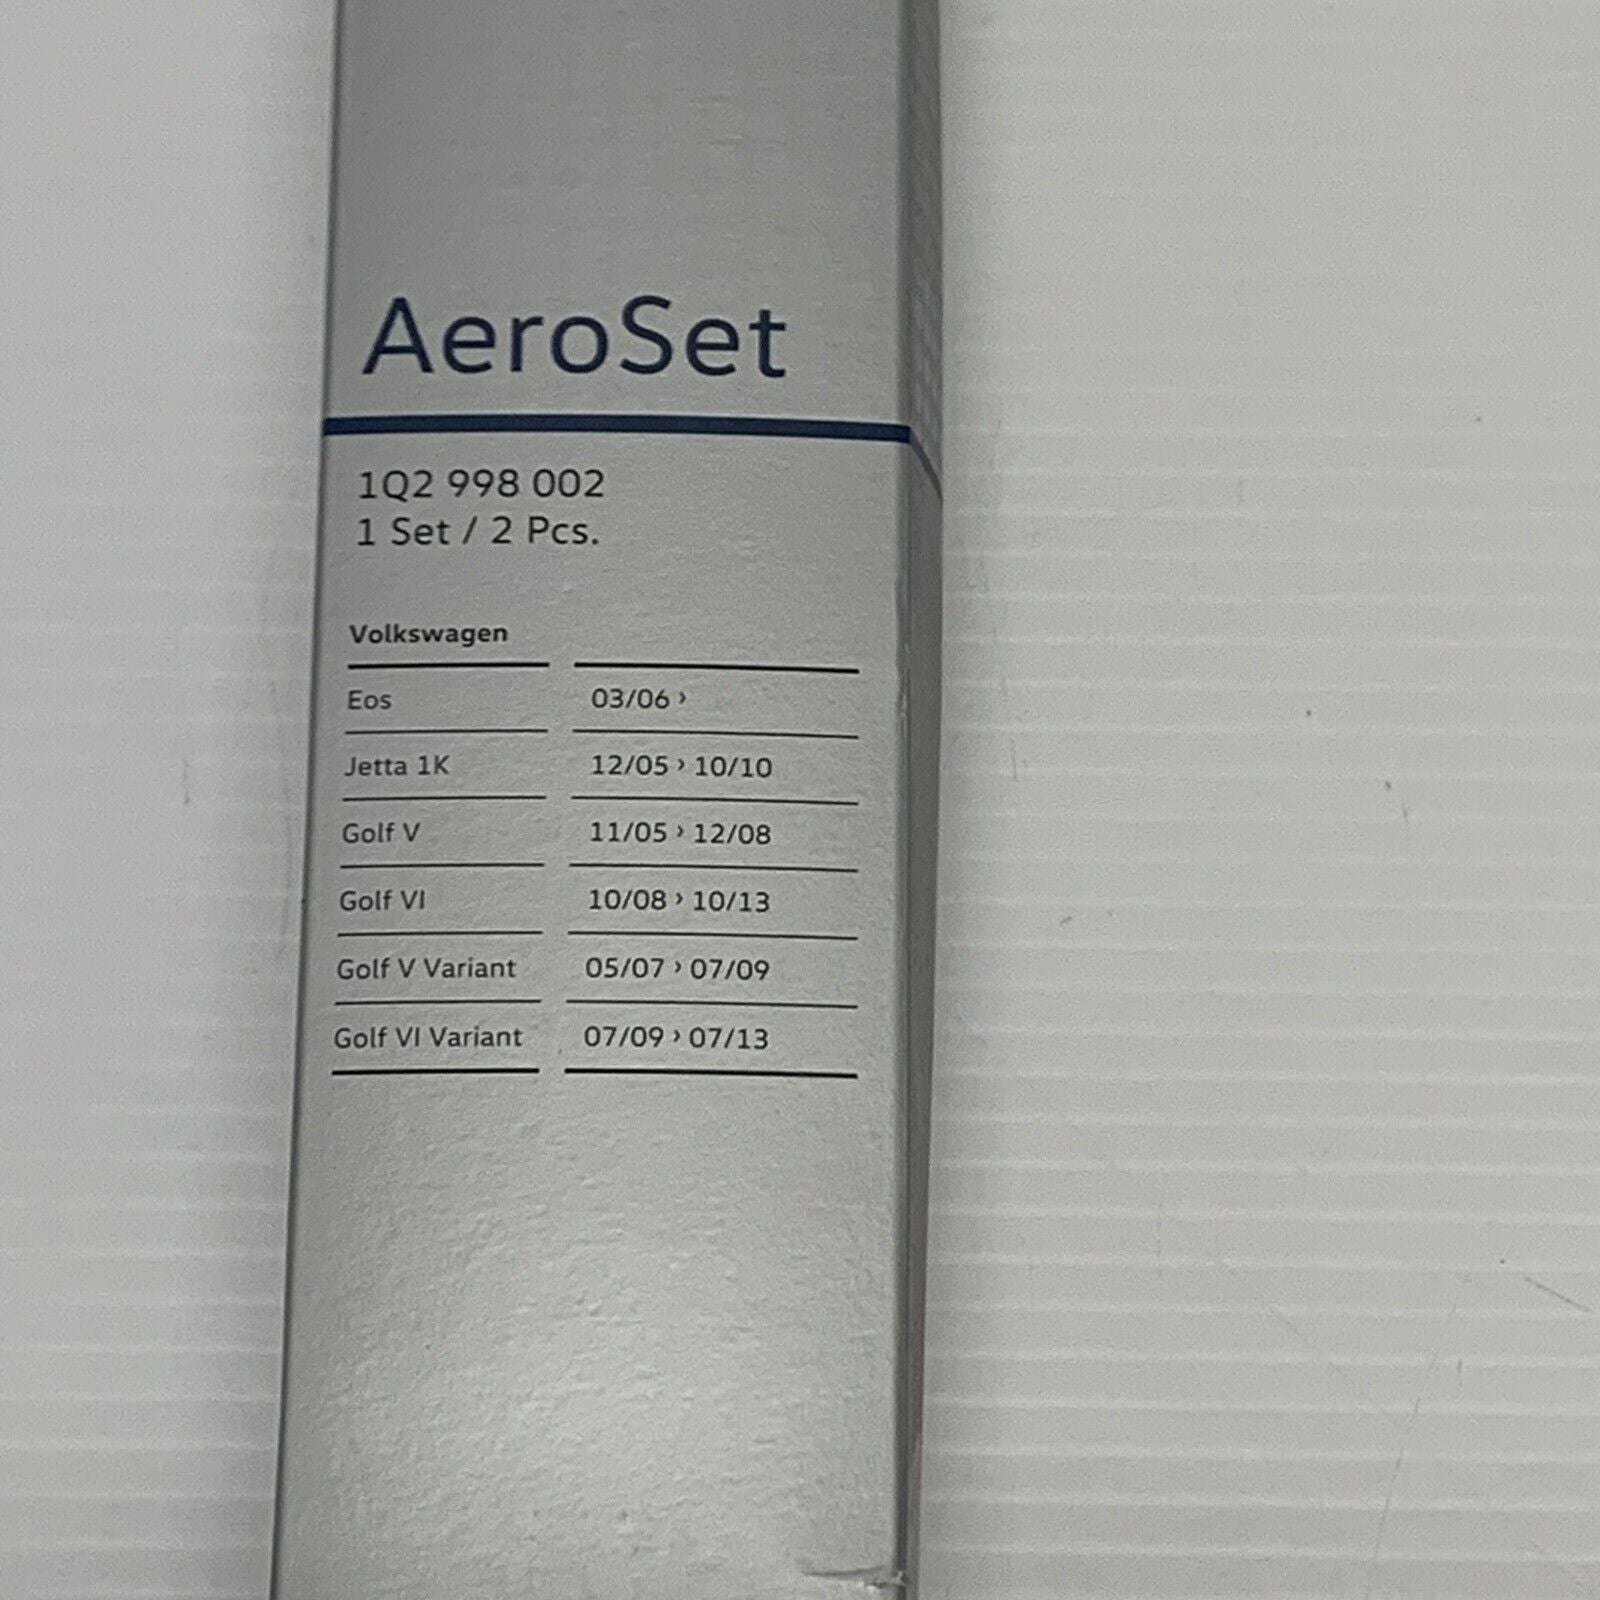 AeroSet
1Q2 998 002
1 Set / 2 Pcs.
Volkswagen
Eos 03/06 ›
Jetta 1K 12/05 › 10/10
Golf V 11/05 › 12/08
Golf VI 10/08 › 10/13
Golf V Variant 05/07 › 07/09
Golf VI Variant 07/09 › 07/13